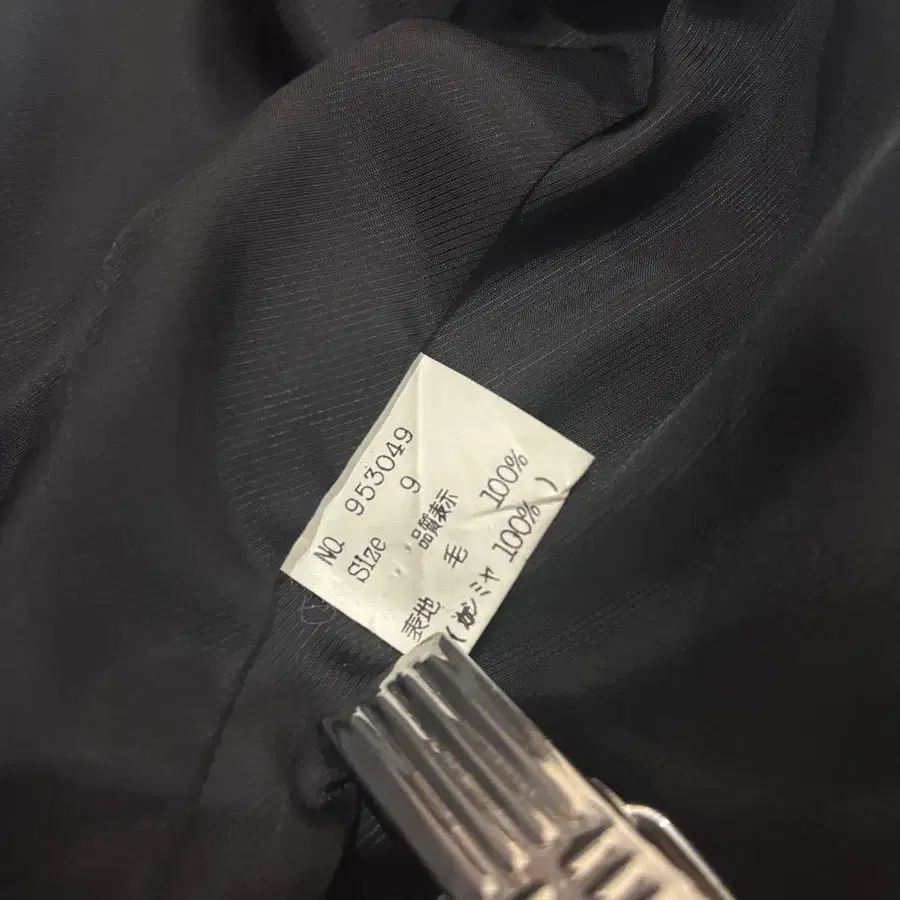 NO. 953049
Size 9
品質表示
表地 毛 100%
(カシミヤ 100% )